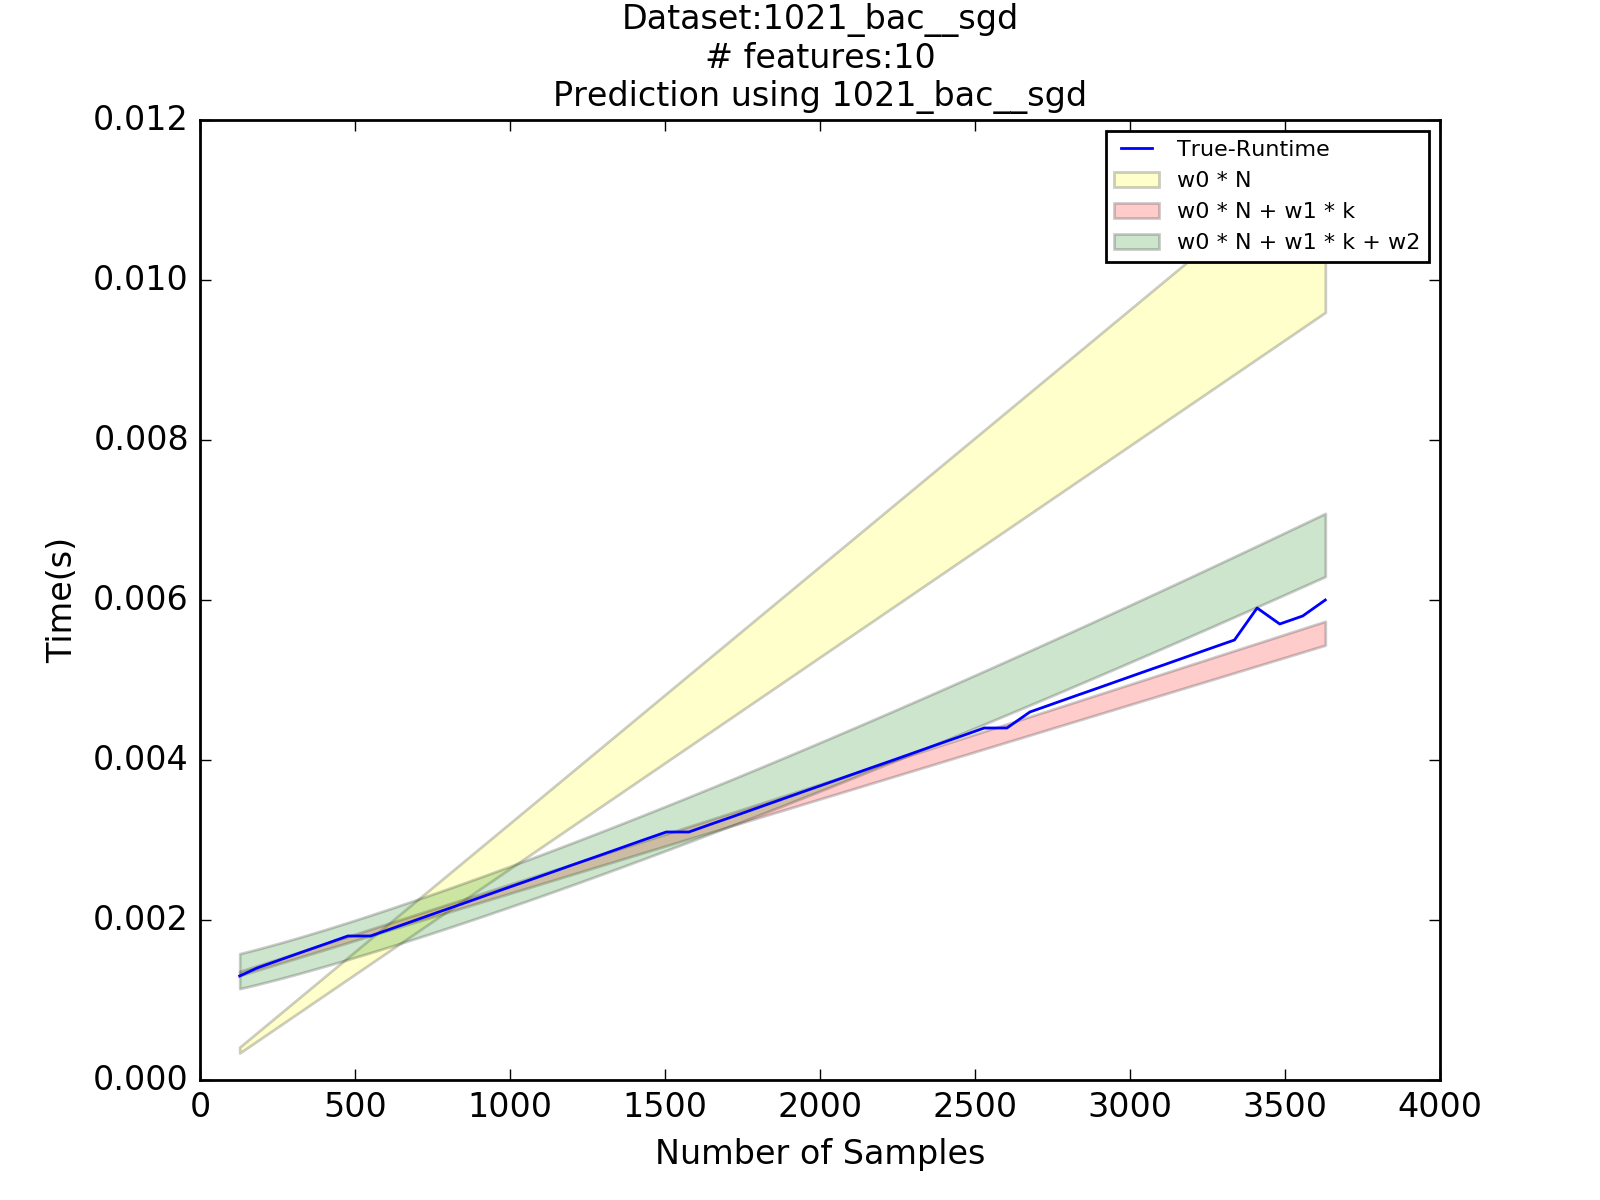 Dataset:1021_bac__sgd
# features:10
Prediction using 1021_bac__sgd
0.012
0.010
0.008
0.006
0.004
0.002
0.000
Time(s)
True-Runtime
w0 * N
w0 * N + w1 * k
w0 * N + w1 * k + w2
0 500 1000 1500 2000 2500 3000 3500 4000
Number of Samples